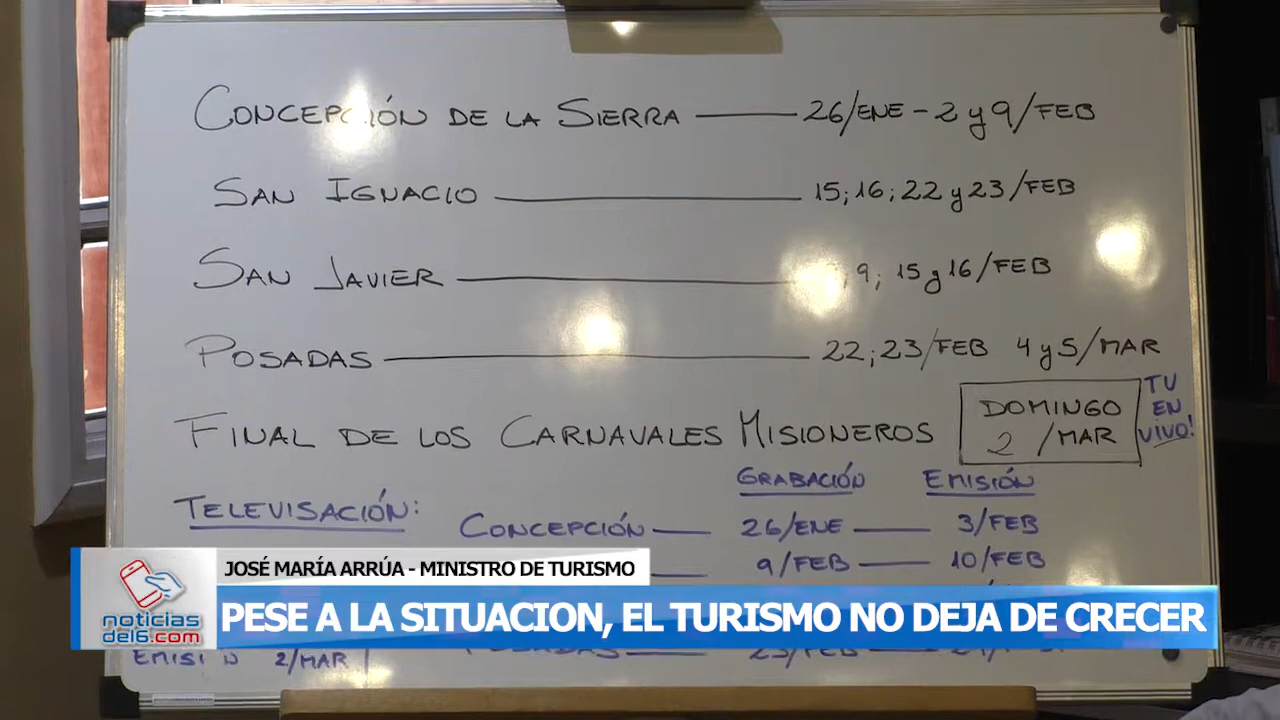 CONCEPCIÓN DE LA SIERRA — 26/ENE - 2 y 9/FEB
SAN IGNACIO — 15; 16; 22 y 23/FEB
SAN JAVIER — 9; 15 y 16/FEB
POSADAS — 22; 23/FEB 4 y 5/MAR
FINAL DE LOS CARNAVALES MISIONEROS
DOMINGO
2 /MAR
TV
EN
VIVO!
GRABACIÓN EMISIÓN
TELEVISACIÓN:
CONCEPCIÓN — 26/ENE — 3/FEB
9/FEB — 10/FEB
JOSÉ MARÍA ARRÚA - MINISTRO DE TURISMO
noticias
del6.com
PESE A LA SITUACION, EL TURISMO NO DEJA DE CRECER
2/MAR